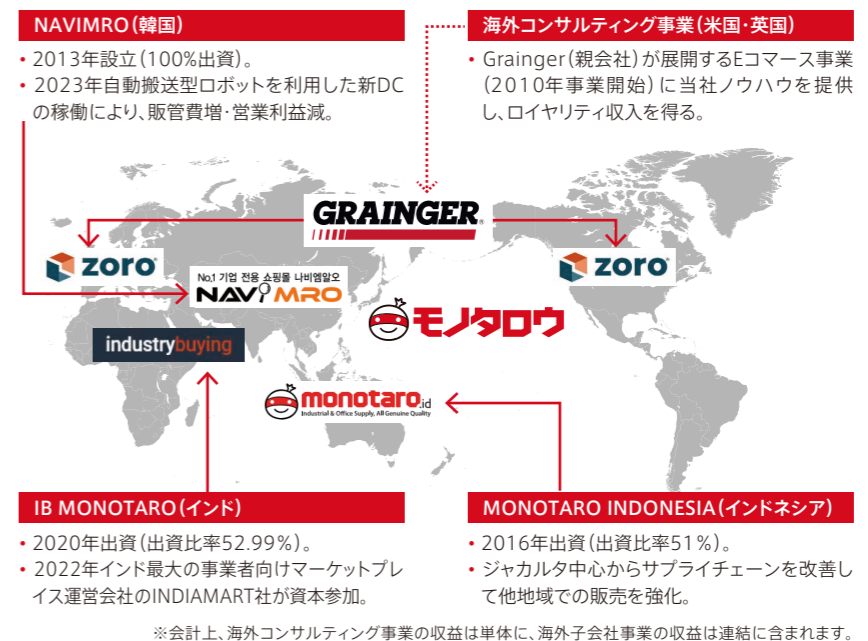 NAVIMRO（韓国）
• 2013年設立（100%出資）。
• 2023年自動搬送型ロボットを利用した新DC
の稼働により、販管費増・営業利益減。
海外コンサルティング事業（米国・英国）
• Grainger（親会社）が展開するEコマース事業
（2010年事業開始）に当社ノウハウを提供
し、ロイヤリティ収入を得る。
GRAINGER®
zoro®
zoro®
No.1 기업 전용 쇼핑몰 나비엠알오
NAVIMRO
モノタロウ
industrybuying
monotaro.id
Industrial & Office Supply, All Genuine Quality
IB MONOTARO（インド）
• 2020年出資（出資比率52.99％）。
• 2022年インド最大の事業者向けマーケットプレ
イス運営会社のINDIAMART社が資本参加。
MONOTARO INDONESIA（インドネシア）
• 2016年出資（出資比率51％）。
• ジャカルタ中心からサプライチェーンを改善し
て他地域での販売を強化。
※会計上、海外コンサルティング事業の収益は単体に、海外子会社事業の収益は連結に含まれます。